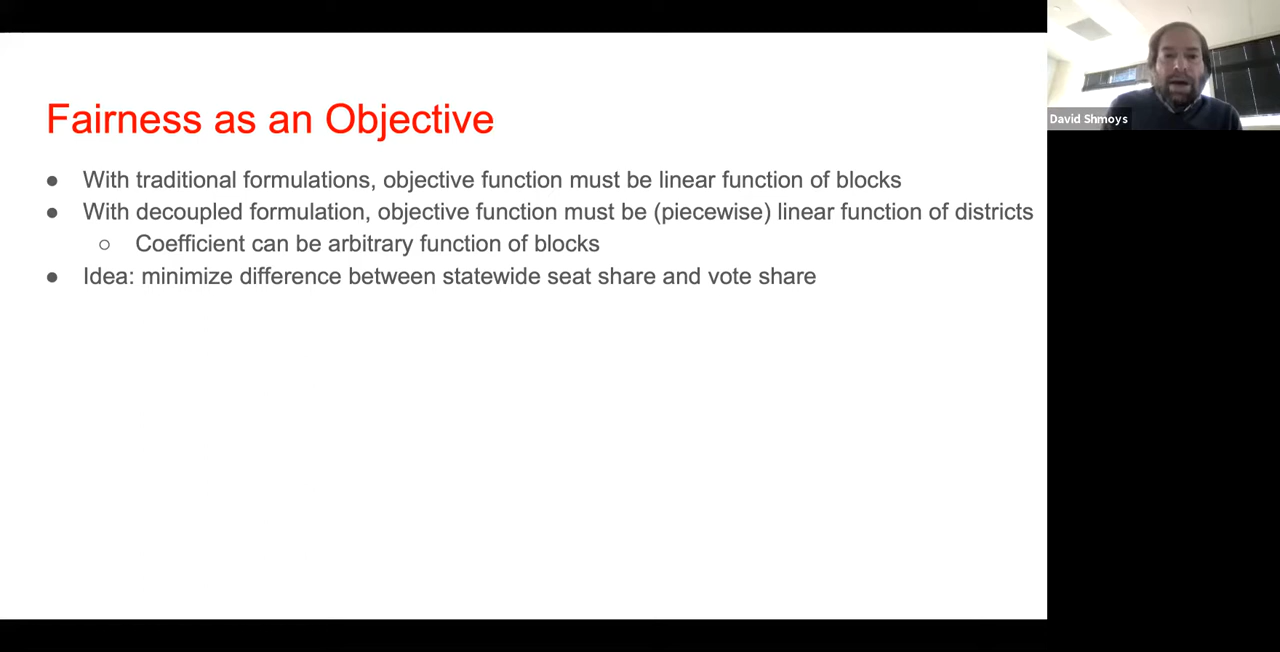 Fairness as an Objective
● With traditional formulations, objective function must be linear function of blocks
● With decoupled formulation, objective function must be (piecewise) linear function of districts
○ Coefficient can be arbitrary function of blocks
● Idea: minimize difference between statewide seat share and vote share
David Shmoys